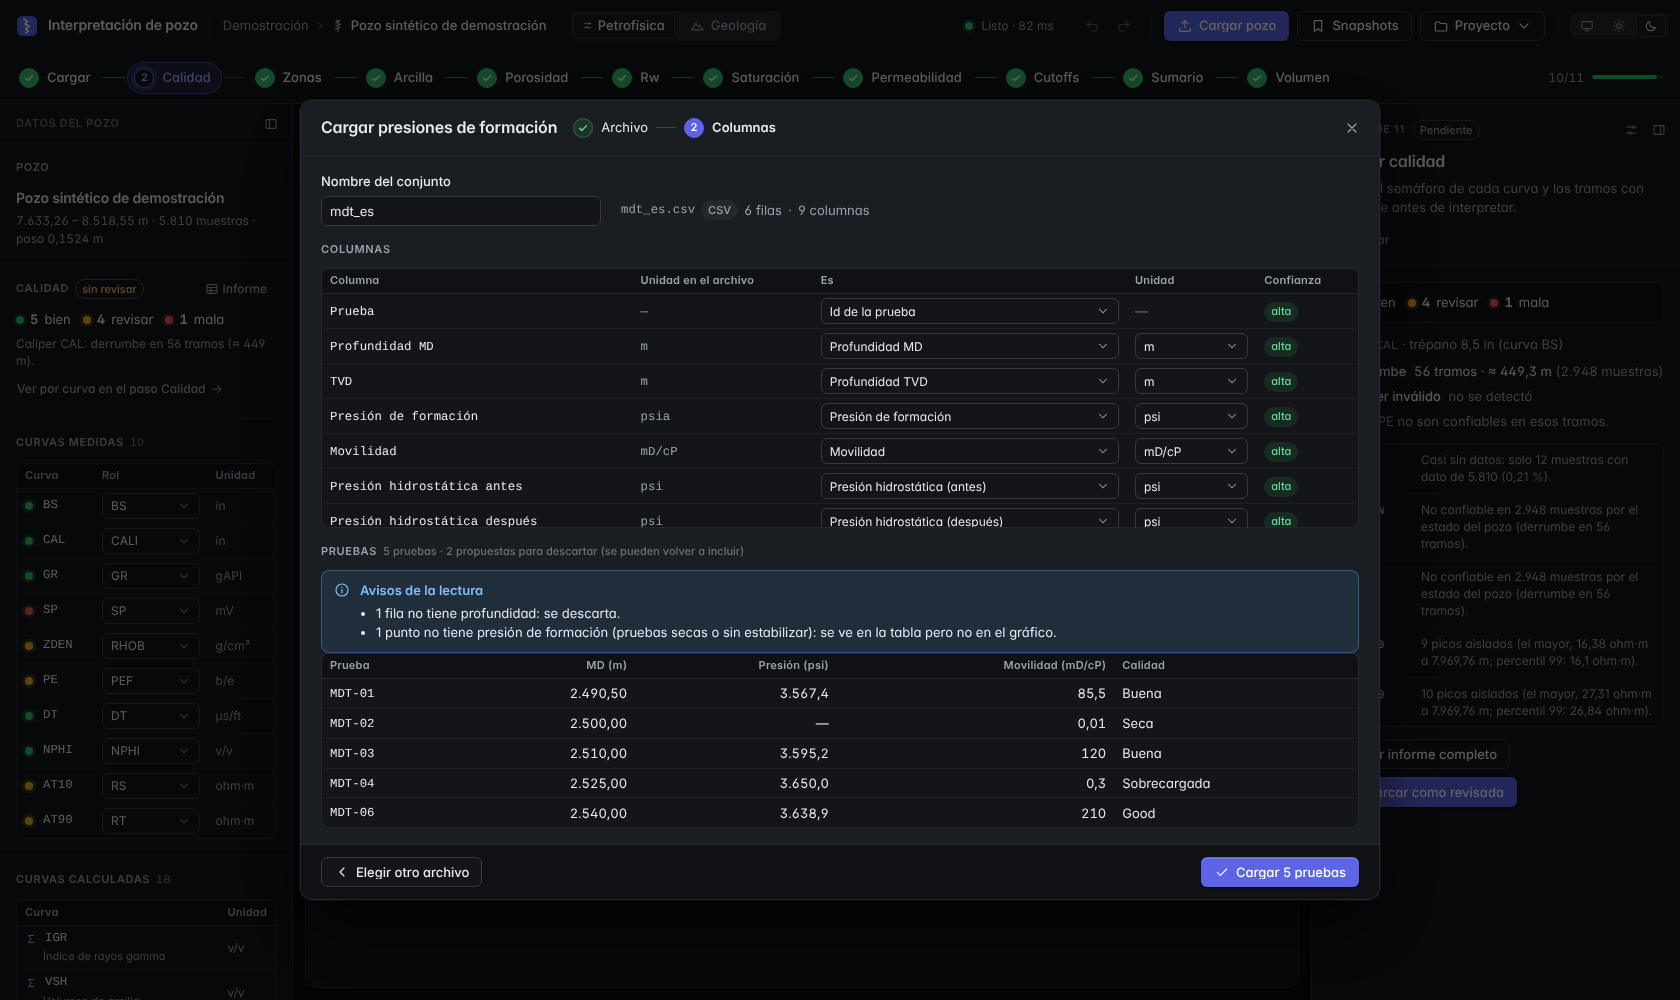 Interpretación de pozo
Demostración
Pozo sintético de demostración
Petrofísica
Geología
Listo · 82 ms
Cargar pozo
Snapshots
Proyecto
Cargar
2 Calidad
Zonas
Arcilla
Porosidad
Rw
Saturación
Permeabilidad
Cutoffs
Sumario
Volumen
10/11
DATOS DEL POZO
POZO
Pozo sintético de demostración
7.633,26 – 8.518,55 m · 5.810 muestras ·
paso 0,1524 m
CALIDAD sin revisar Informe
5 bien 4 revisar 1 mala
Caliper CAL: derrumbe en 56 tramos (≈ 449
m).
Ver por curva en el paso Calidad →
CURVAS MEDIDAS 10
Curva Rol Unidad
BS BS in
CAL CALI in
GR GR gAPI
SP SP mV
ZDEN RHOB g/cm³
PE PEF b/e
DT DT µs/ft
NPHI NPHI v/v
AT10 RS ohm·m
AT90 RT ohm·m
CURVAS CALCULADAS 18
Curva Unidad
Σ IGR v/v
Índice de rayos gamma
Σ VSH v/v
Cargar presiones de formación
Archivo
2 Columnas
Nombre del conjunto
mdt_es
mdt_es.csv CSV 6 filas · 9 columnas
COLUMNAS
Columna Unidad en el archivo Es Unidad Confianza
Prueba — Id de la prueba — alta
Profundidad MD m Profundidad MD m alta
TVD m Profundidad TVD m alta
Presión de formación psia Presión de formación psi alta
Movilidad mD/cP Movilidad mD/cP alta
Presión hidrostática antes psi Presión hidrostática (antes) psi alta
Presión hidrostática después psi Presión hidrostática (después) psi alta
PRUEBAS 5 pruebas · 2 propuestas para descartar (se pueden volver a incluir)
Avisos de la lectura
• 1 fila no tiene profundidad: se descarta.
• 1 punto no tiene presión de formación (pruebas secas o sin estabilizar): se ve en la tabla pero no en el gráfico.
Prueba MD (m) Presión (psi) Movilidad (mD/cP) Calidad
MDT-01 2.490,50 3.567,4 85,5 Buena
MDT-02 2.500,00 — 0,01 Seca
MDT-03 2.510,00 3.595,2 120 Buena
MDT-04 2.525,00 3.650,0 0,3 Sobrecargada
MDT-06 2.540,00 3.638,9 210 Good
Elegir otro archivo
Cargar 5 pruebas
DE 11 Pendiente
r calidad
l semáforo de cada curva y los tramos con
e antes de interpretar.
ar
en 4 revisar 1 mala
CAL · trépano 8,5 in (curva BS)
mbe 56 tramos · ≈ 449,3 m (2.948 muestras)
er inválido no se detectó
PE no son confiables en esos tramos.
Casi sin datos: solo 12 muestras con
dato de 5.810 (0,21 %).
No confiable en 2.948 muestras por el
estado del pozo (derrumbe en 56
tramos).
No confiable en 2.948 muestras por el
estado del pozo (derrumbe en 56
tramos).
9 picos aislados (el mayor, 16,38 ohm·m
a 7.969,76 m; percentil 99: 16,1 ohm·m).
10 picos aislados (el mayor, 27,31 ohm·m
a 7.969,76 m; percentil 99: 26,84 ohm·m).
r informe completo
arcar como revisada